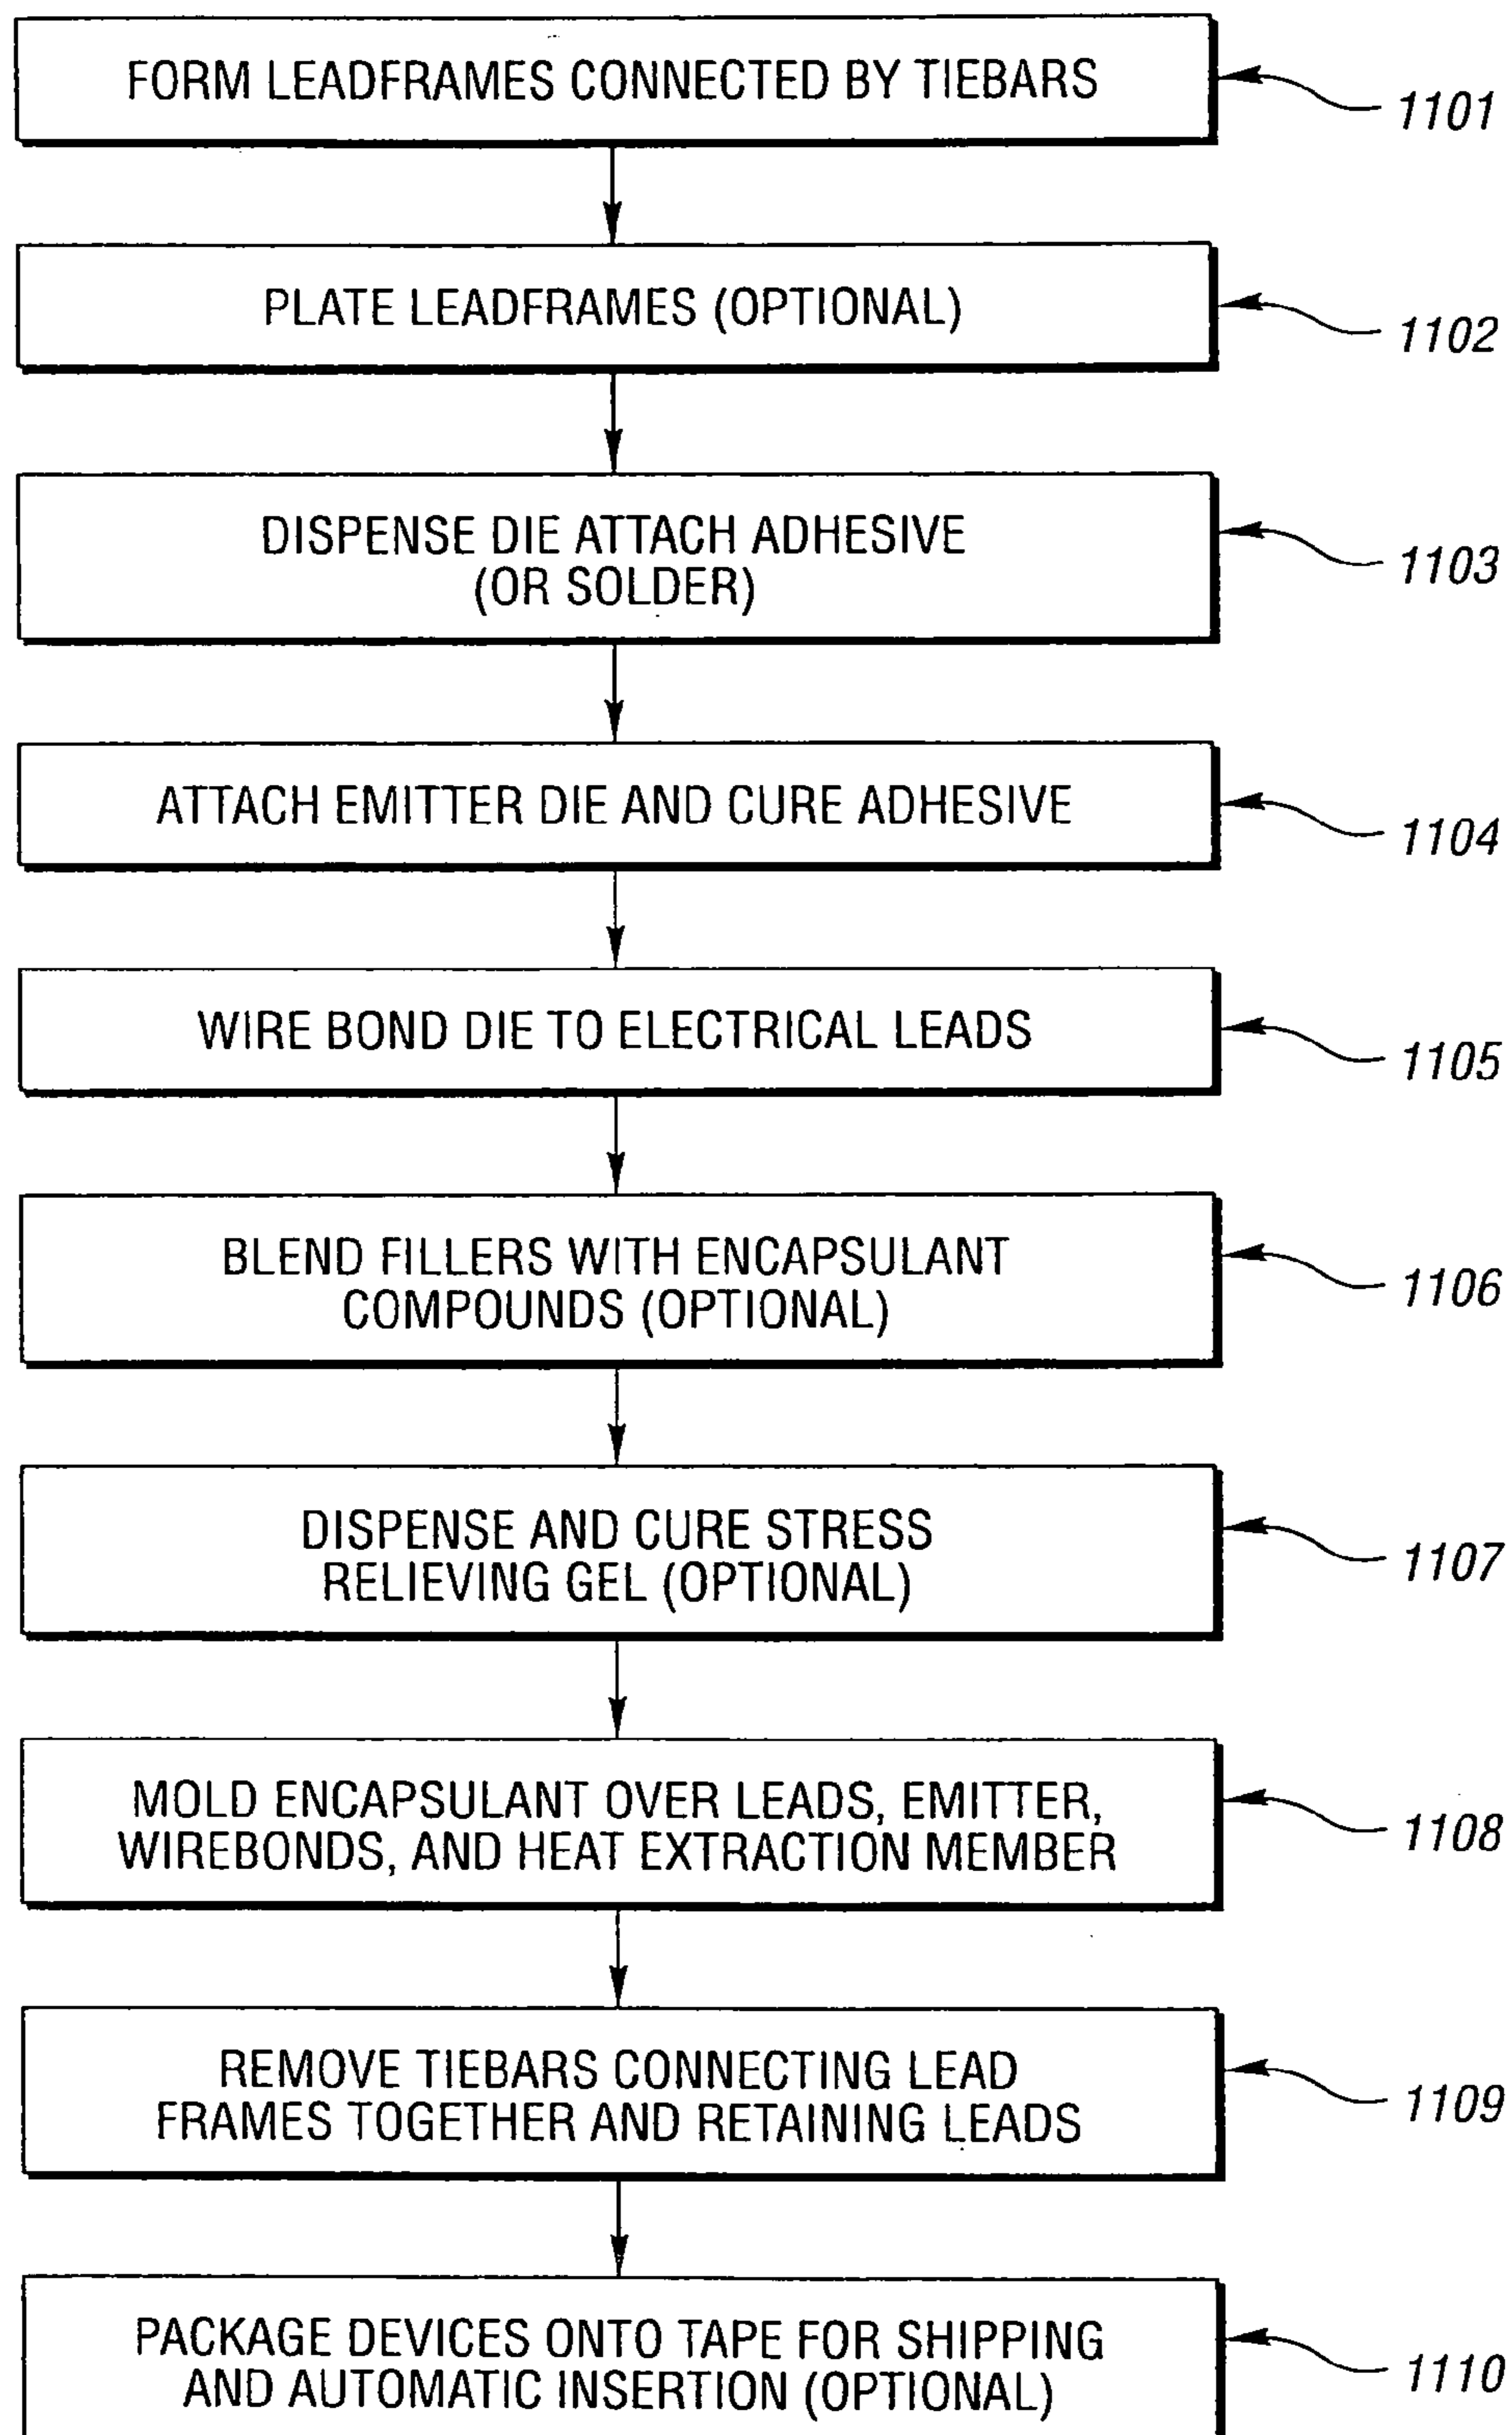 FORM LEADFRAMES CONNECTED BY TIEBARS
1101
PLATE LEADFRAMES (OPTIONAL)
1102
DISPENSE DIE ATTACH ADHESIVE
(OR SOLDER)
1103
ATTACH EMITTER DIE AND CURE ADHESIVE
1104
WIRE BOND DIE TO ELECTRICAL LEADS
1105
BLEND FILLERS WITH ENCAPSULANT
COMPOUNDS (OPTIONAL)
1106
DISPENSE AND CURE STRESS
RELIEVING GEL (OPTIONAL)
1107
MOLD ENCAPSULANT OVER LEADS, EMITTER,
WIREBONDS, AND HEAT EXTRACTION MEMBER
1108
REMOVE TIEBARS CONNECTING LEAD
FRAMES TOGETHER AND RETAINING LEADS
1109
PACKAGE DEVICES ONTO TAPE FOR SHIPPING
AND AUTOMATIC INSERTION (OPTIONAL)
1110